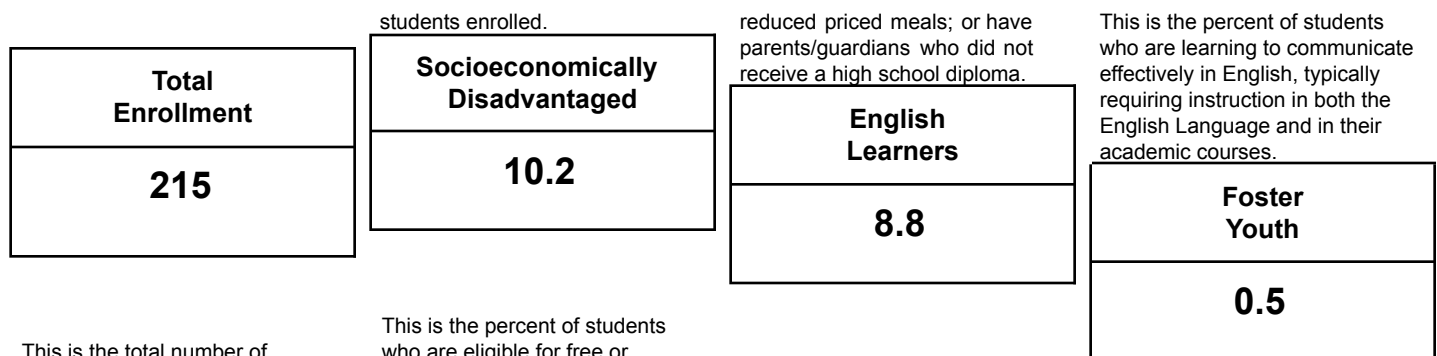 Total
Enrollment
215
This is the total number of
students enrolled.
Socioeconomically
Disadvantaged
10.2
This is the percent of students
who are eligible for free or
reduced priced meals; or have
parents/guardians who did not
receive a high school diploma.
English
Learners
8.8
This is the percent of students
who are learning to communicate
effectively in English, typically
requiring instruction in both the
English Language and in their
academic courses.
Foster
Youth
0.5